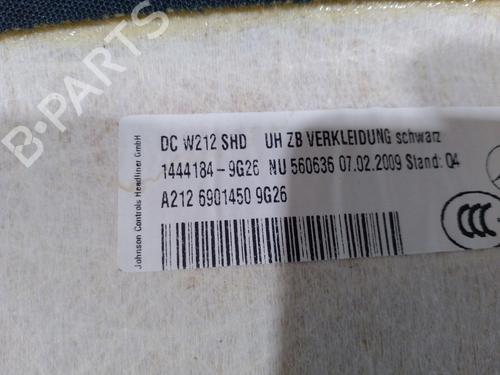 DC W212 SHD UH ZB VERKLEIDUNG schwarz
1444184-9G26 NU 560636 07.02.2009 Stand: Q4
A212 6901450 9G26
Johnson Controls Headliner GmbH
CCC
B-PARTS